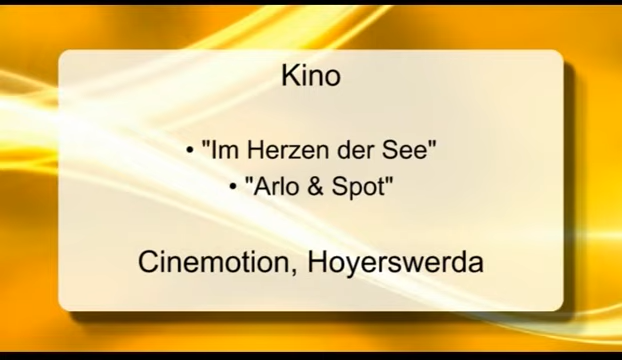 Kino
• "Im Herzen der See"
• "Arlo & Spot"
Cinemotion, Hoyerswerda